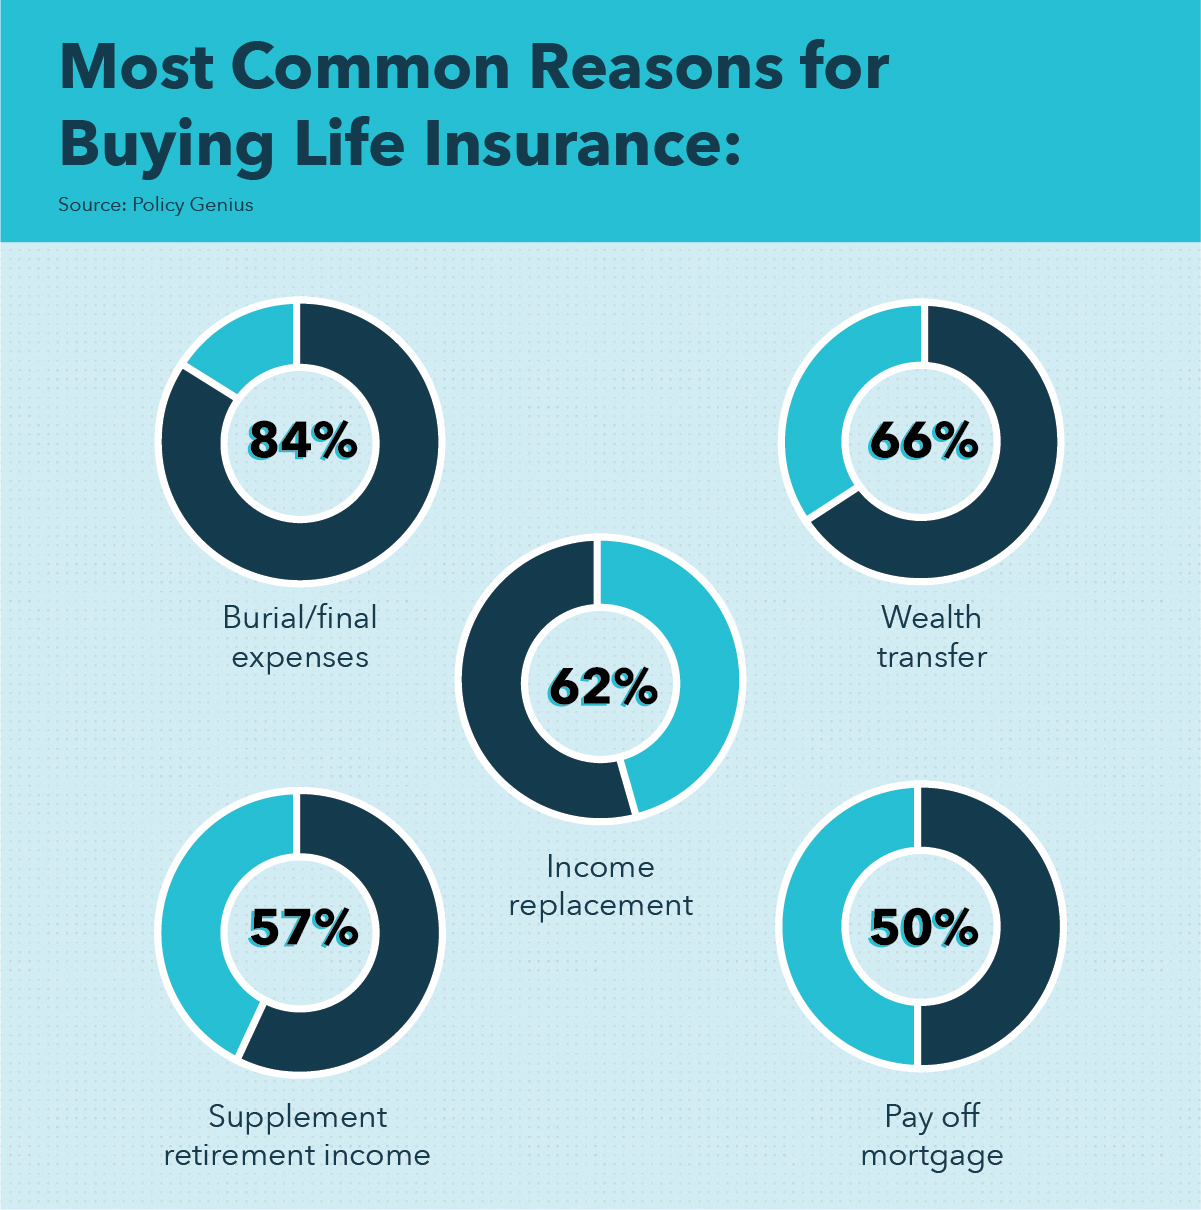 Most Common Reasons for
Buying Life Insurance:
Source: Policy Genius
84%
Burial/final
expenses
66%
Wealth
transfer
62%
Income
replacement
57%
Supplement
retirement income
50%
Pay off
mortgage